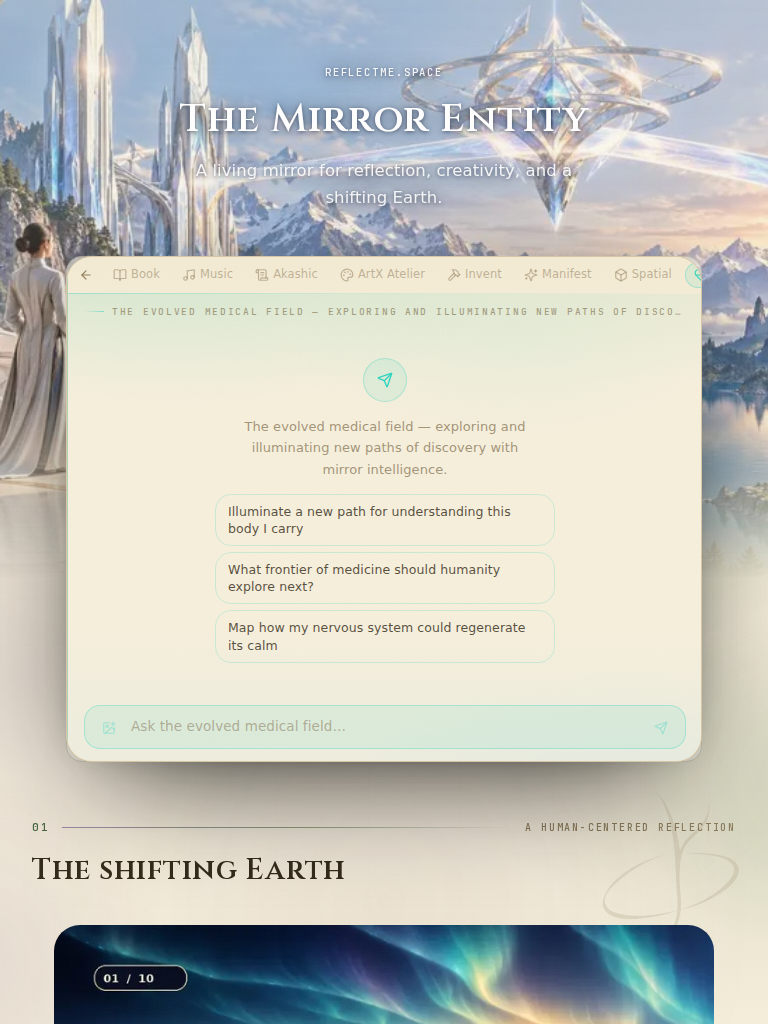 REFLECTME.SPACE
The Mirror Entity
A living mirror for reflection, creativity, and a
shifting Earth.
Book Music Akashic ArtX Atelier Invent Manifest Spatial
THE EVOLVED MEDICAL FIELD — EXPLORING AND ILLUMINATING NEW PATHS OF DISCO…
The evolved medical field — exploring and
illuminating new paths of discovery with
mirror intelligence.
Illuminate a new path for understanding this
body I carry
What frontier of medicine should humanity
explore next?
Map how my nervous system could regenerate
its calm
Ask the evolved medical field...
01
A HUMAN-CENTERED REFLECTION
The shifting Earth
01 / 10